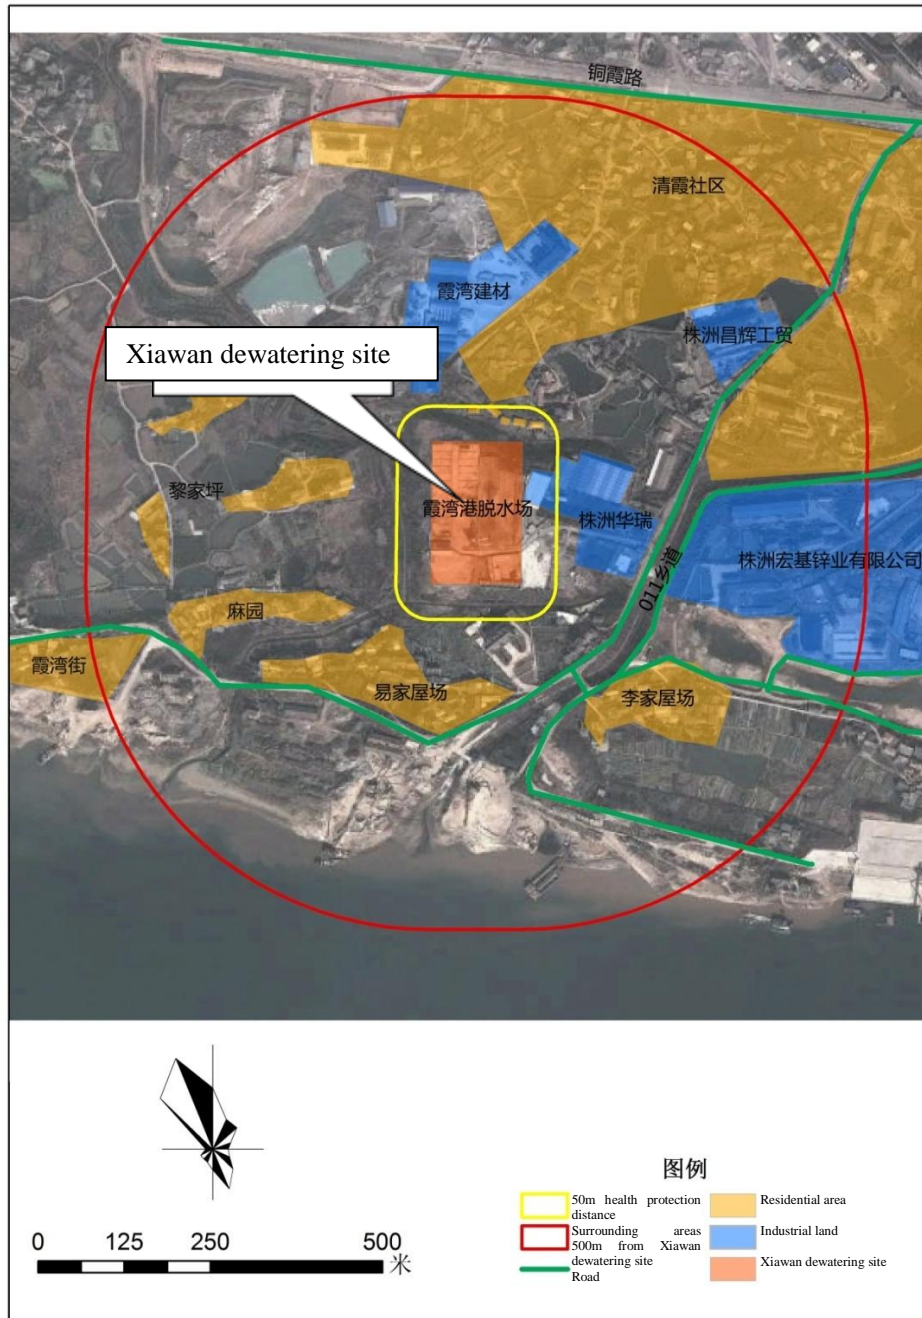 铜霞路
清霞社区
霞湾建材
株洲昌辉工贸
Xiawan dewatering site
黎家坪
霞湾港脱水场
株洲华瑞
011乡道
株洲宏基锌业有限公司
麻园
霞湾街
易家屋场
李家屋场
图例
50m health protection
distance
Surrounding areas
500m from Xiawan
dewatering site
Road
Residential area
Industrial land
Xiawan dewatering site
0 125 250 500
米